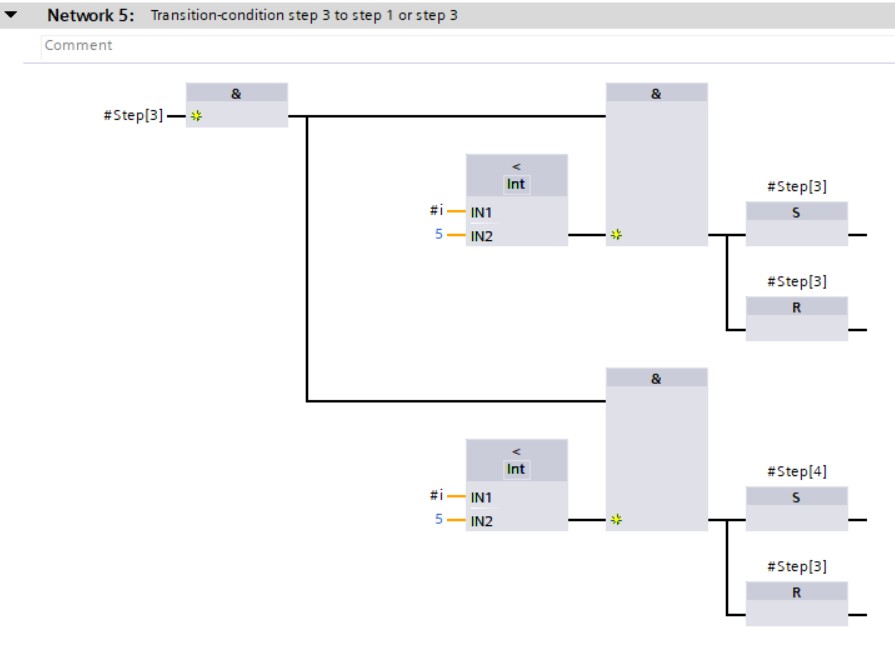 Network 5: Transition-condition step 3 to step 1 or step 3
Comment
&
&
#Step[3]
<
Int
#Step[3]
#i IN1
S
5 IN2
#Step[3]
R
&
<
Int
#Step[4]
#i IN1
S
5 IN2
#Step[3]
R